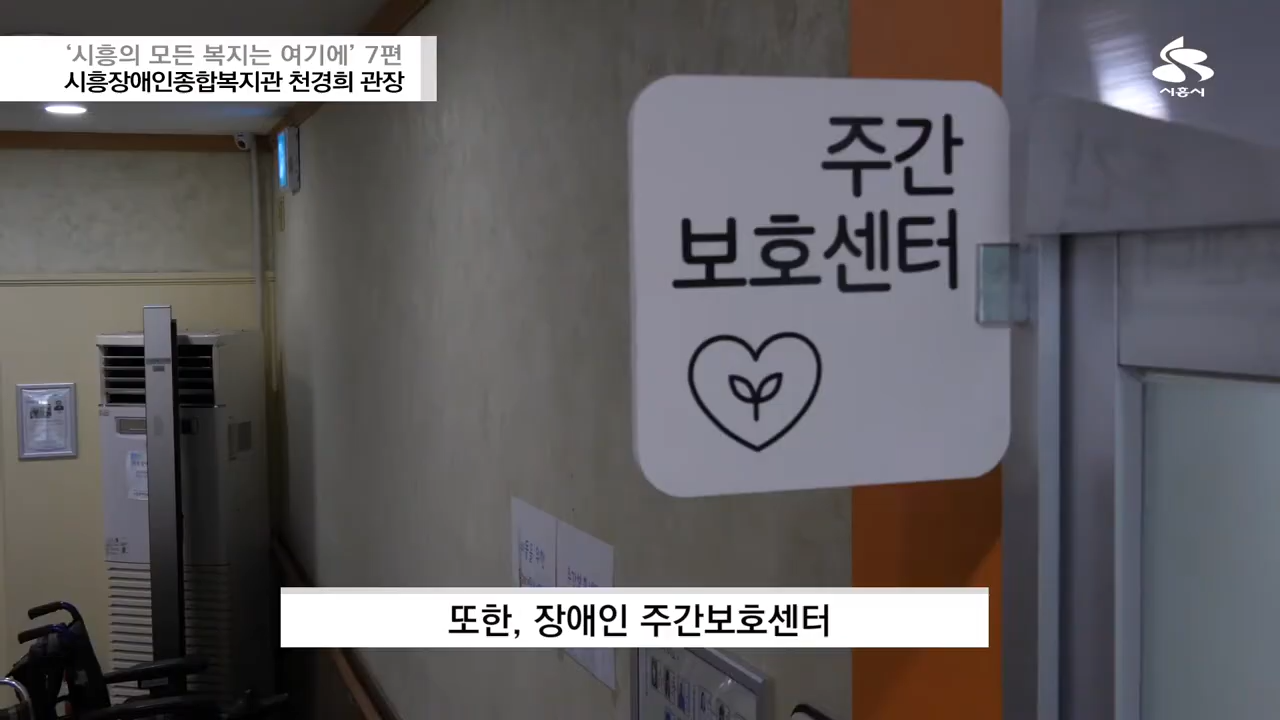 ‘시흥의 모든 복지는 여기에’ 7편
시흥장애인종합복지관 천경희 관장
시흥시
주간
보호센터
또한, 장애인 주간보호센터